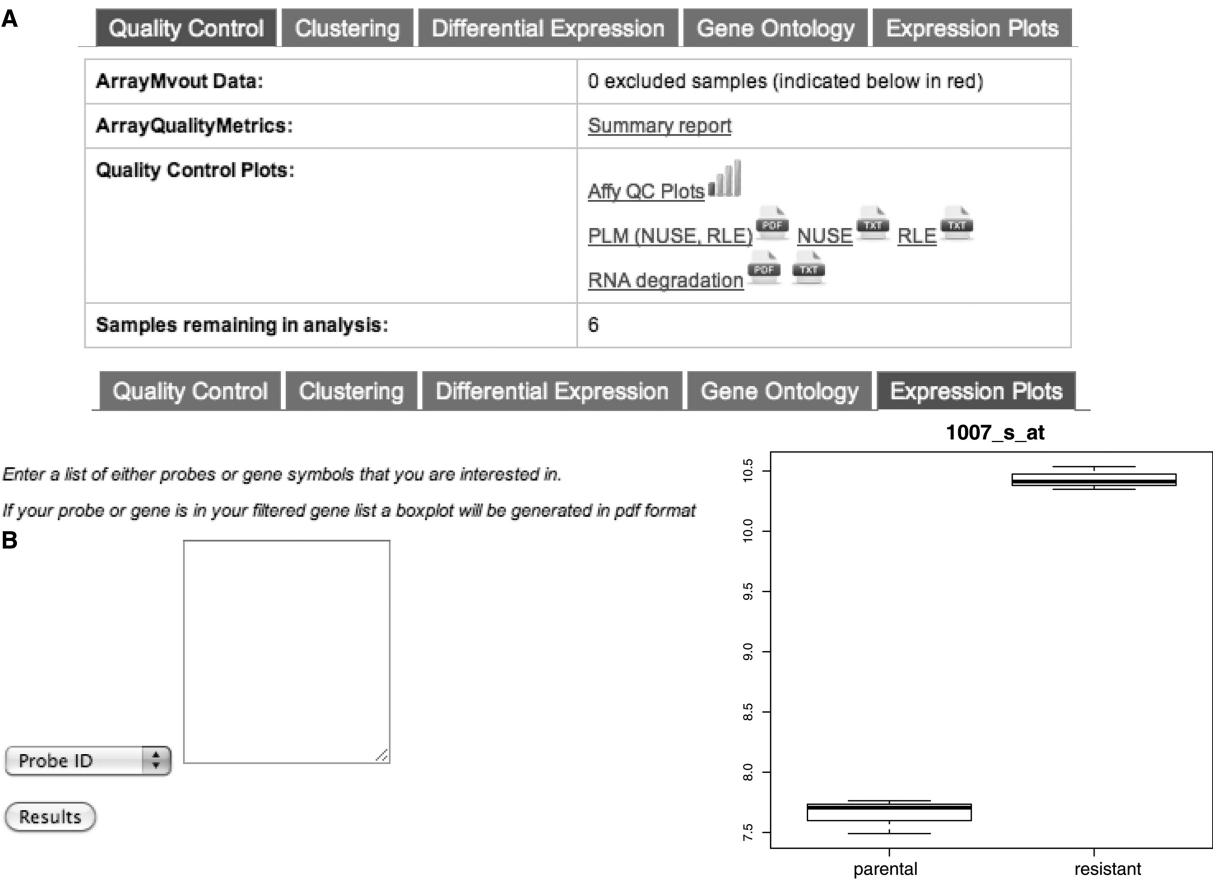 A
Quality Control Clustering Differential Expression Gene Ontology Expression Plots
ArrayMvout Data: 0 excluded samples (indicated below in red)
ArrayQualityMetrics: Summary report
Quality Control Plots: Affy QC Plots
PLM (NUSE, RLE) PDF NUSE TXT RLE TXT
RNA degradation PDF TXT
Samples remaining in analysis: 6
Quality Control Clustering Differential Expression Gene Ontology Expression Plots
Enter a list of either probes or gene symbols that you are interested in.
If your probe or gene is in your filtered gene list a boxplot will be generated in pdf format
B
Probe ID
Results
1007_s_at
10.5
10.0
9.5
9.0
8.5
8.0
7.5
parental resistant